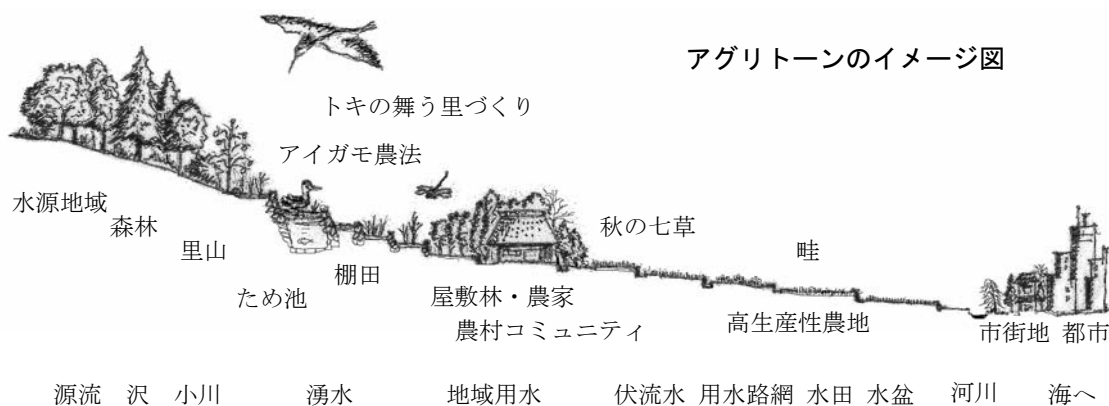 アグリトーンのイメージ図
トキの舞う里づくり
アイガモ農法
水源地域
森林
里山
ため池
棚田
屋敷林・農家
農村コミュニティ
秋の七草
畦
高生産性農地
市街地 都市
源流 沢 小川 湧水 地域用水 伏流水 用水路網 水田 水盆 河川 海へ